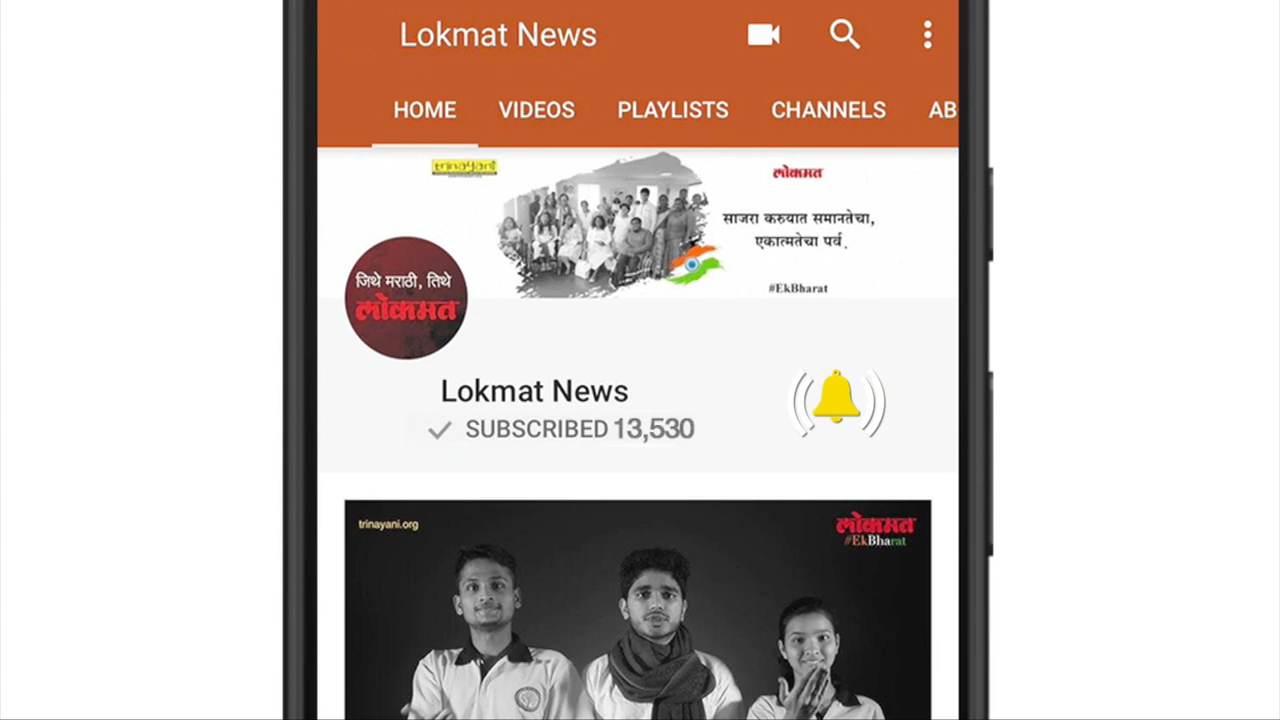 Lokmat News
HOME VIDEOS PLAYLISTS CHANNELS AB
trinayani
लोकमत
साजरा करुयात समानतेचा,
एकात्मतेचा पर्व.
#EkBharat
जिथे मराठी, तिथे
लोकमत
Lokmat News
SUBSCRIBED 13,530
trinayani.org
लोकमत
#EkBharat